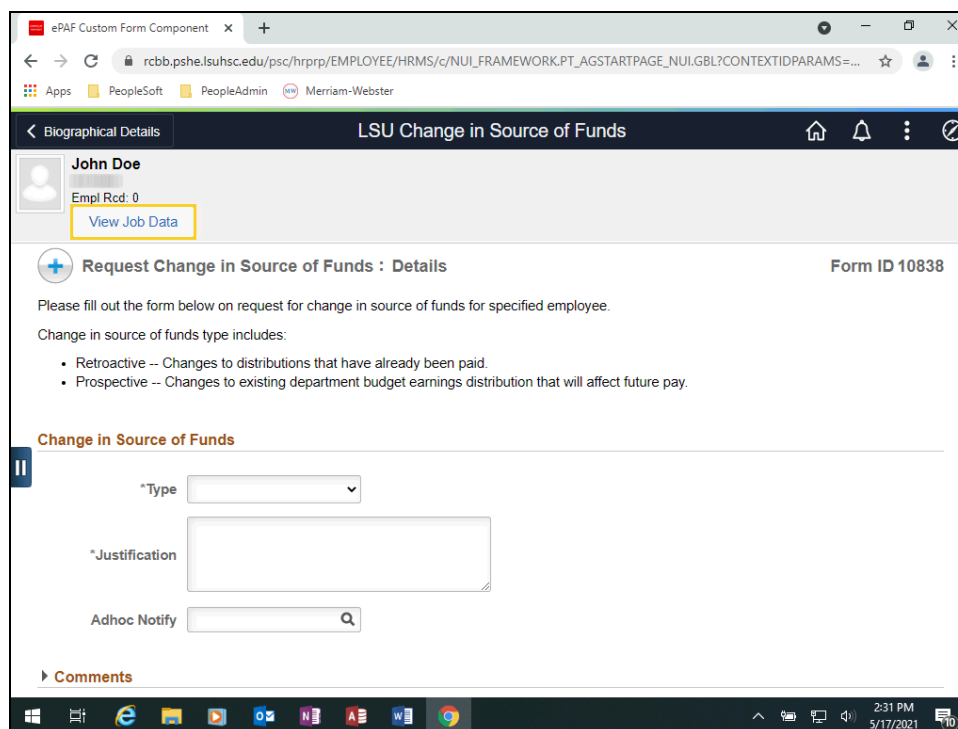 ePAF Custom Form Component
rcbb.pshe.lsuhsc.edu/psc/hrprp/EMPLOYEE/HRMS/c/NUI_FRAMEWORK.PT_AGSTARTPAGE_NUI.GBL?CONTEXTIDPARAMS=...
Apps PeopleSoft PeopleAdmin Merriam-Webster
Biographical Details LSU Change in Source of Funds
John Doe
Empl Rcd: 0
View Job Data
Request Change in Source of Funds : Details Form ID 10838
Please fill out the form below on request for change in source of funds for specified employee.
Change in source of funds type includes:
• Retroactive -- Changes to distributions that have already been paid.
• Prospective -- Changes to existing department budget earnings distribution that will affect future pay.
Change in Source of Funds
*Type
*Justification
Adhoc Notify
Comments
2:31 PM
5/17/2021
10